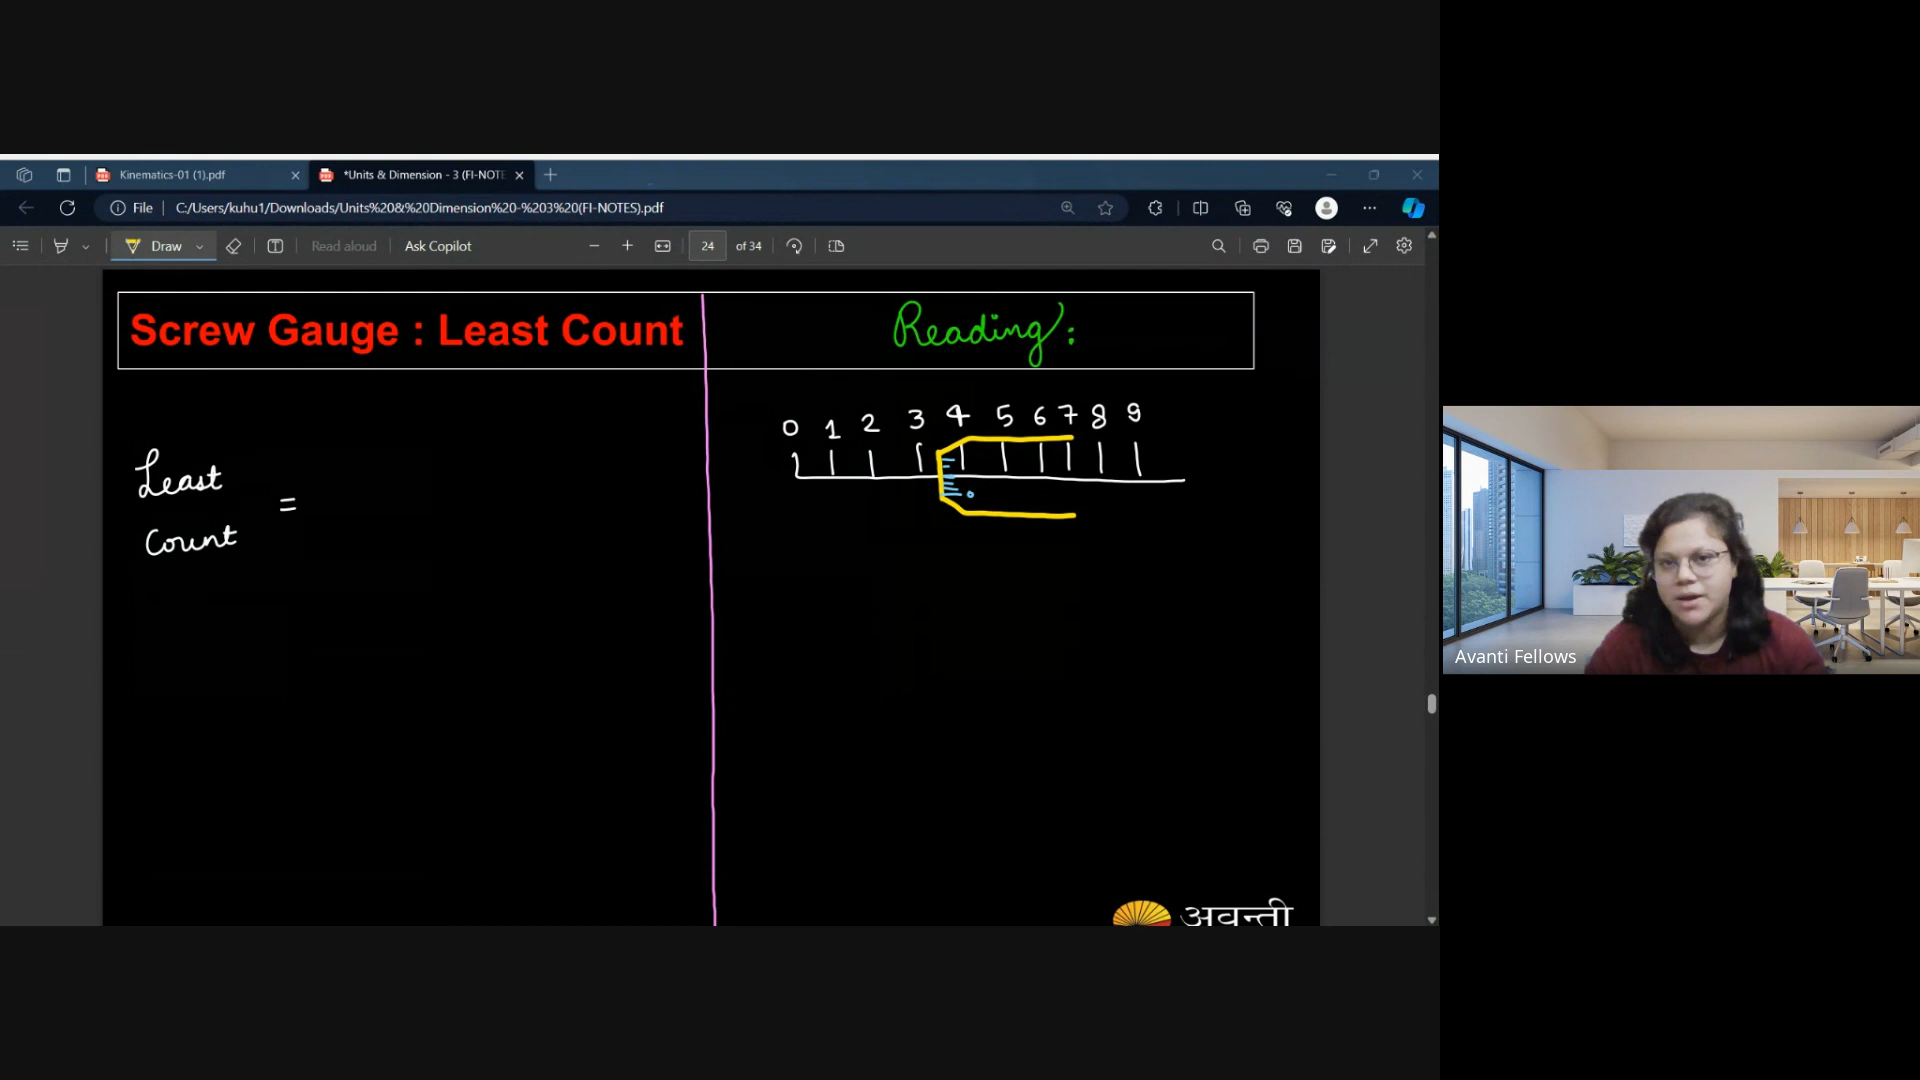 Kinematics-01 (1).pdf
*Units & Dimension - 3 (FI-NOTE
File
C:/Users/kuhu1/Downloads/Units%20&%20Dimension%20-%203%20(FI-NOTES).pdf
Draw
Read aloud
Ask Copilot
24 of 34
Screw Gauge : Least Count
Reading :
0 1 2 3 4 5 6 7 8 9
Least
=
Count
0
Avanti Fellows
अवन्ती